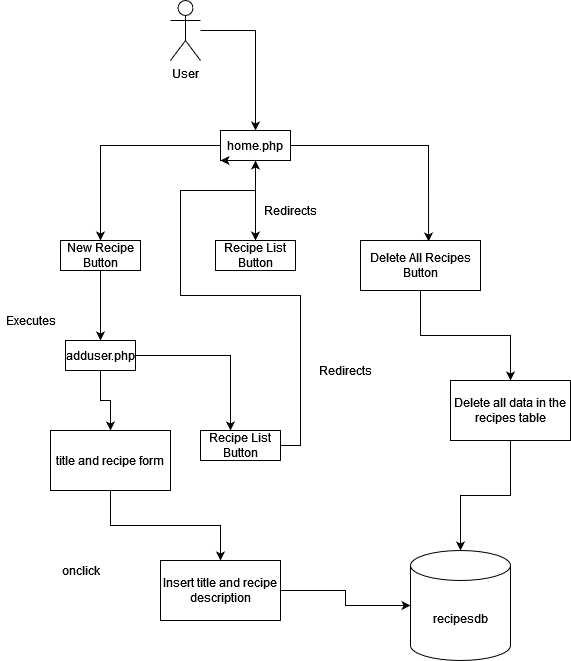 User
home.php
Redirects
New Recipe
Button
Recipe List
Button
Delete All Recipes
Button
Executes
adduser.php
Redirects
Delete all data in the
recipes table
title and recipe form
Recipe List
Button
onclick
Insert title and recipe
description
recipesdb